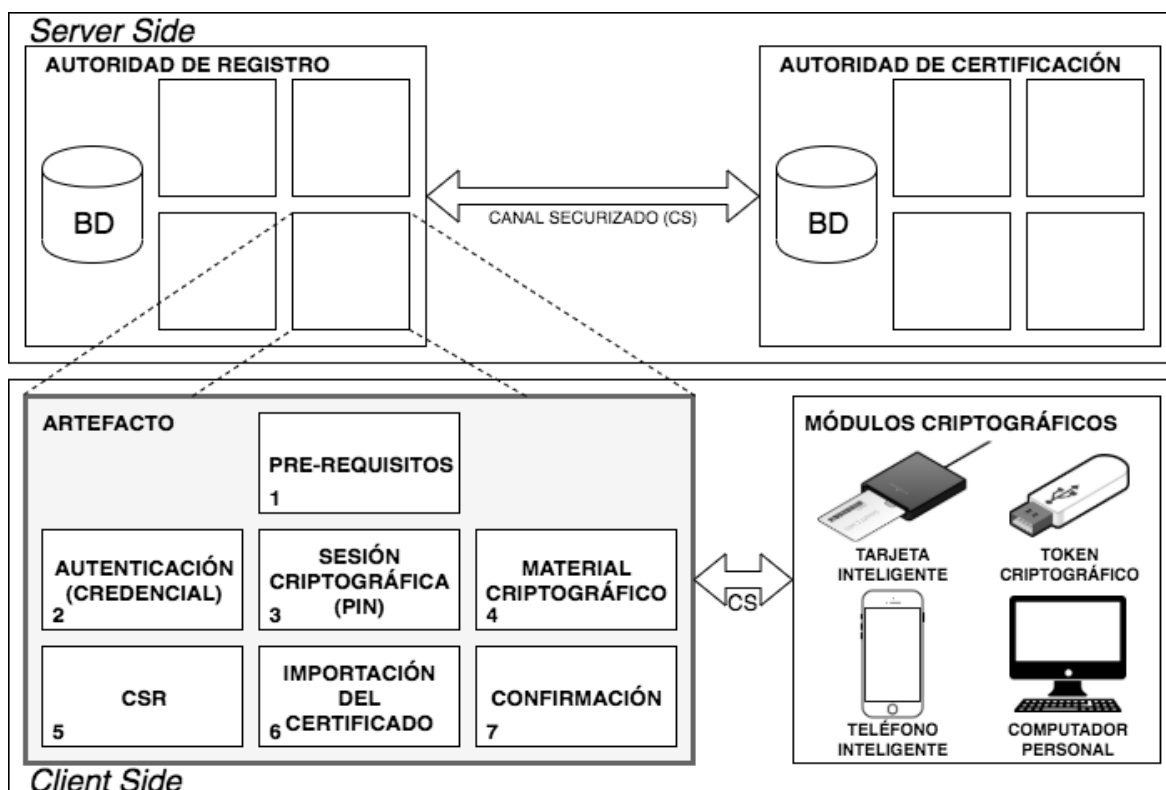 Server Side
AUTORIDAD DE REGISTRO
BD
CANAL SECURIZADO (CS)
AUTORIDAD DE CERTIFICACIÓN
BD
ARTEFACTO
PRE-REQUISITOS
1
AUTENTICACIÓN
(CREDENCIAL)
2
SESIÓN
CRIPTOGRÁFICA
(PIN)
3
MATERIAL
CRIPTOGRÁFICO
4
CSR
5
IMPORTACIÓN
DEL
CERTIFICADO
6
CONFIRMACIÓN
7
CS
MÓDULOS CRIPTOGRÁFICOS
TARJETA
INTELIGENTE
TOKEN
CRIPTOGRÁFICO
TELÉFONO
INTELIGENTE
COMPUTADOR
PERSONAL
Client Side